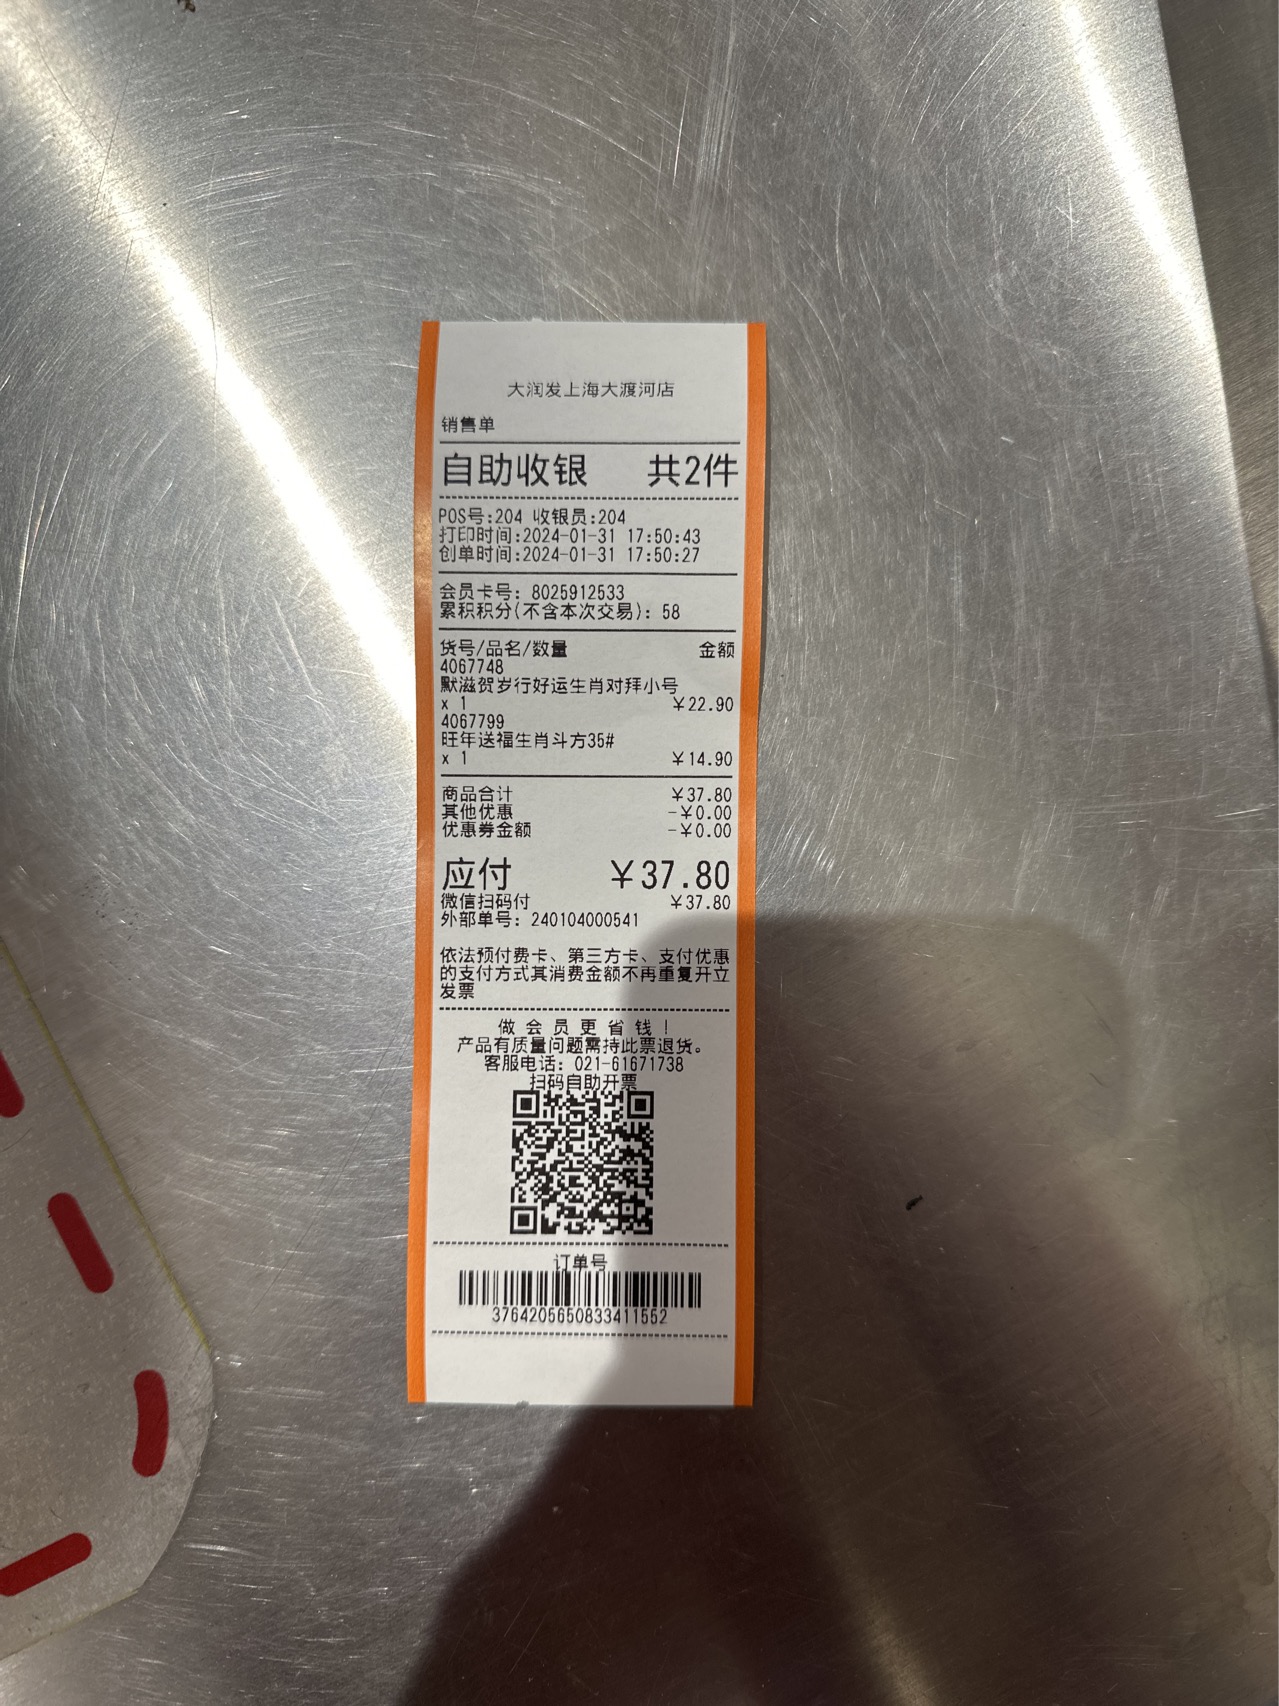 大润发上海大渡河店
销售单
自助收银 共2件
POS号:204 收银员:204
打印时间:2024-01-31 17:50:43
创单时间:2024-01-31 17:50:27
会员卡号: 8025912533
累积积分(不含本次交易): 58
货号/品名/数量 金额
4067748
默滋贺岁行好运生肖对拜小号
x 1 ￥22.90
4067799
旺年送福生肖斗方35#
x 1 ￥14.90
商品合计 ￥37.80
其他优惠 -￥0.00
优惠券金额 -￥0.00
应付 ￥37.80
微信扫码付 ￥37.80
外部单号: 240104000541
依法预付费卡、第三方卡、支付优惠
的支付方式其消费金额不再重复开立
发票
做会员更省钱!
产品有质量问题需持此票退货。
客服电话: 021-61671738
扫码自助开票
订单号
3764205650833411552